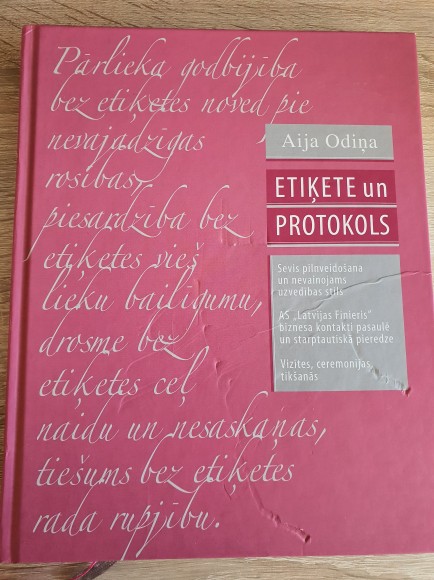 Pārlieka godbijība
bez etiķetes noved pie
nevajadzīgas
rosības,
piesardzība bez
etiķetes vieš
lieku bailīgumu,
drosme bez
etiķetes ceļ
naidu un nesaskaņas,
tiešums bez etiķetes
rada rupjību.
Aija Odiņa
ETIĶETE un
PROTOKOLS
Sevis pilnveidošana
un nevainojams
uzvedības stils
AS „Latvijas Finieris”
biznesa kontakti pasaulē
un starptautiskā pieredze
Vizītes, ceremonijas,
tikšanās